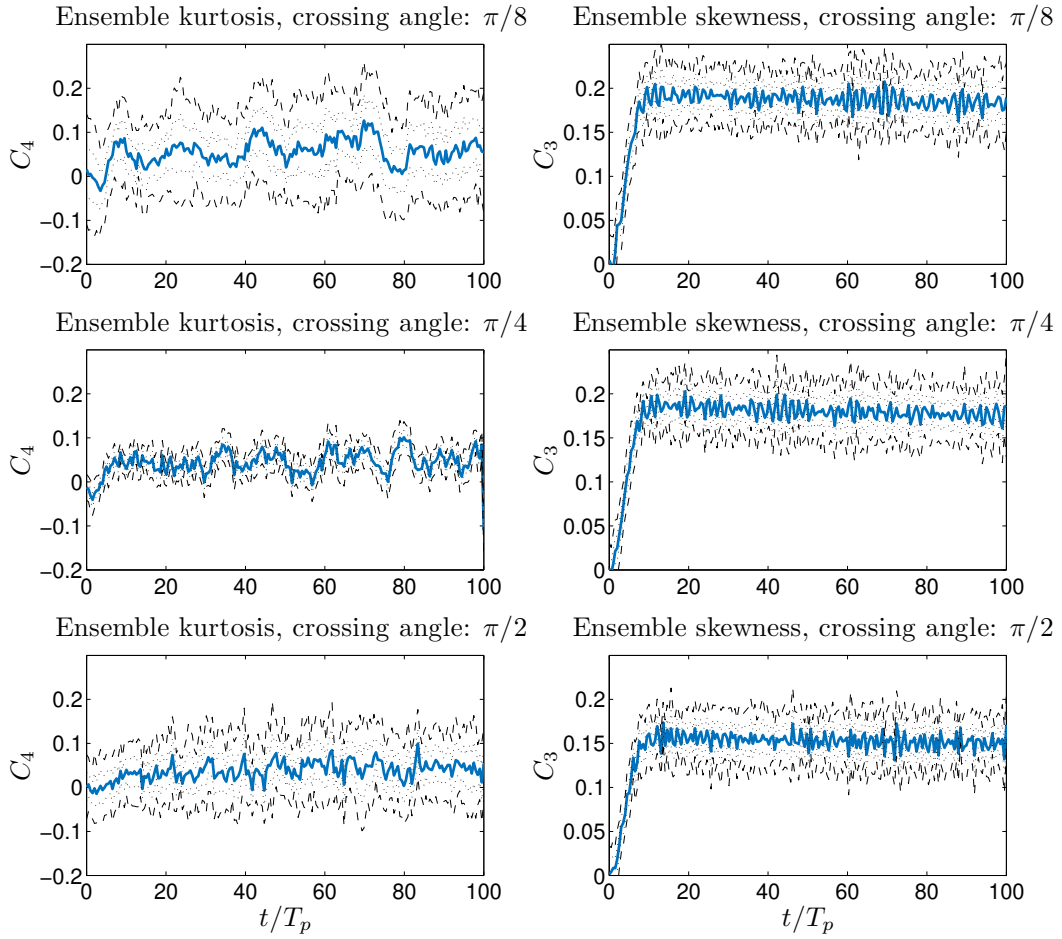 Ensemble kurtosis, crossing angle: π/8
Ensemble skewness, crossing angle: π/8
0.2
0.1
0
−0.1
−0.2
C₄
0 20 40 60 80 100
0.2
0.15
0.1
0.05
0
C₃
0 20 40 60 80 100
Ensemble kurtosis, crossing angle: π/4
Ensemble skewness, crossing angle: π/4
0.2
0.1
0
−0.1
−0.2
C₄
0 20 40 60 80 100
0.2
0.15
0.1
0.05
0
C₃
0 20 40 60 80 100
Ensemble kurtosis, crossing angle: π/2
Ensemble skewness, crossing angle: π/2
0.2
0.1
0
−0.1
−0.2
C₄
0 20 40 60 80 100
t/Tₚ
0.2
0.15
0.1
0.05
0
C₃
0 20 40 60 80 100
t/Tₚ